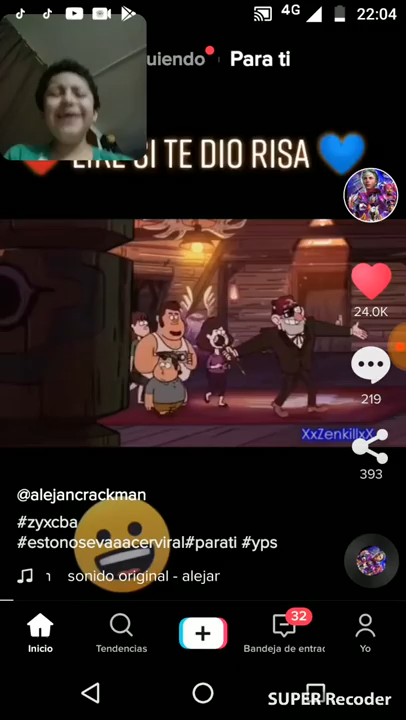 4G
22:04
uiendo
Para ti
LIKE SI TE DIO RISA
24.0K
219
393
XxZenkillxX
@alejancrackman
#zyxcba
#estonosevaaacerviral#parati #yps
sonido original - alejar
32
Inicio
Tendencias
Bandeja de entrac
Yo
SUPER Recoder